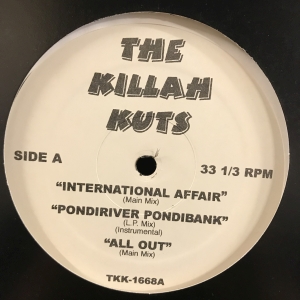 THE
KILLAH
KUTS
SIDE A
33 1/3 RPM
"INTERNATIONAL AFFAIR"
(Main Mix)
"PONDIRIVER PONDIBANK"
(L.P. Mix)
(Instrumental)
"ALL OUT"
(Main Mix)
TKK-1668A